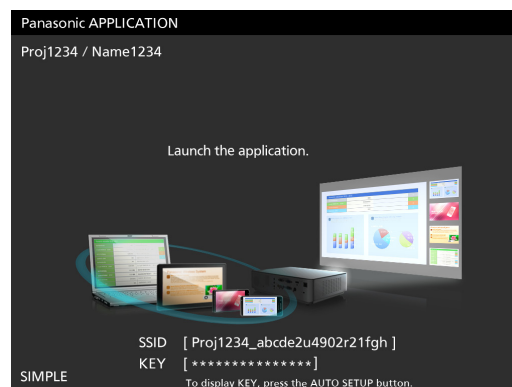 Panasonic APPLICATION
Proj1234 / Name1234
Launch the application.
SSID [ Proj1234_abcde2u4902r21fgh ]
KEY [ *************** ]
SIMPLE
To display KEY, press the AUTO SETUP button.